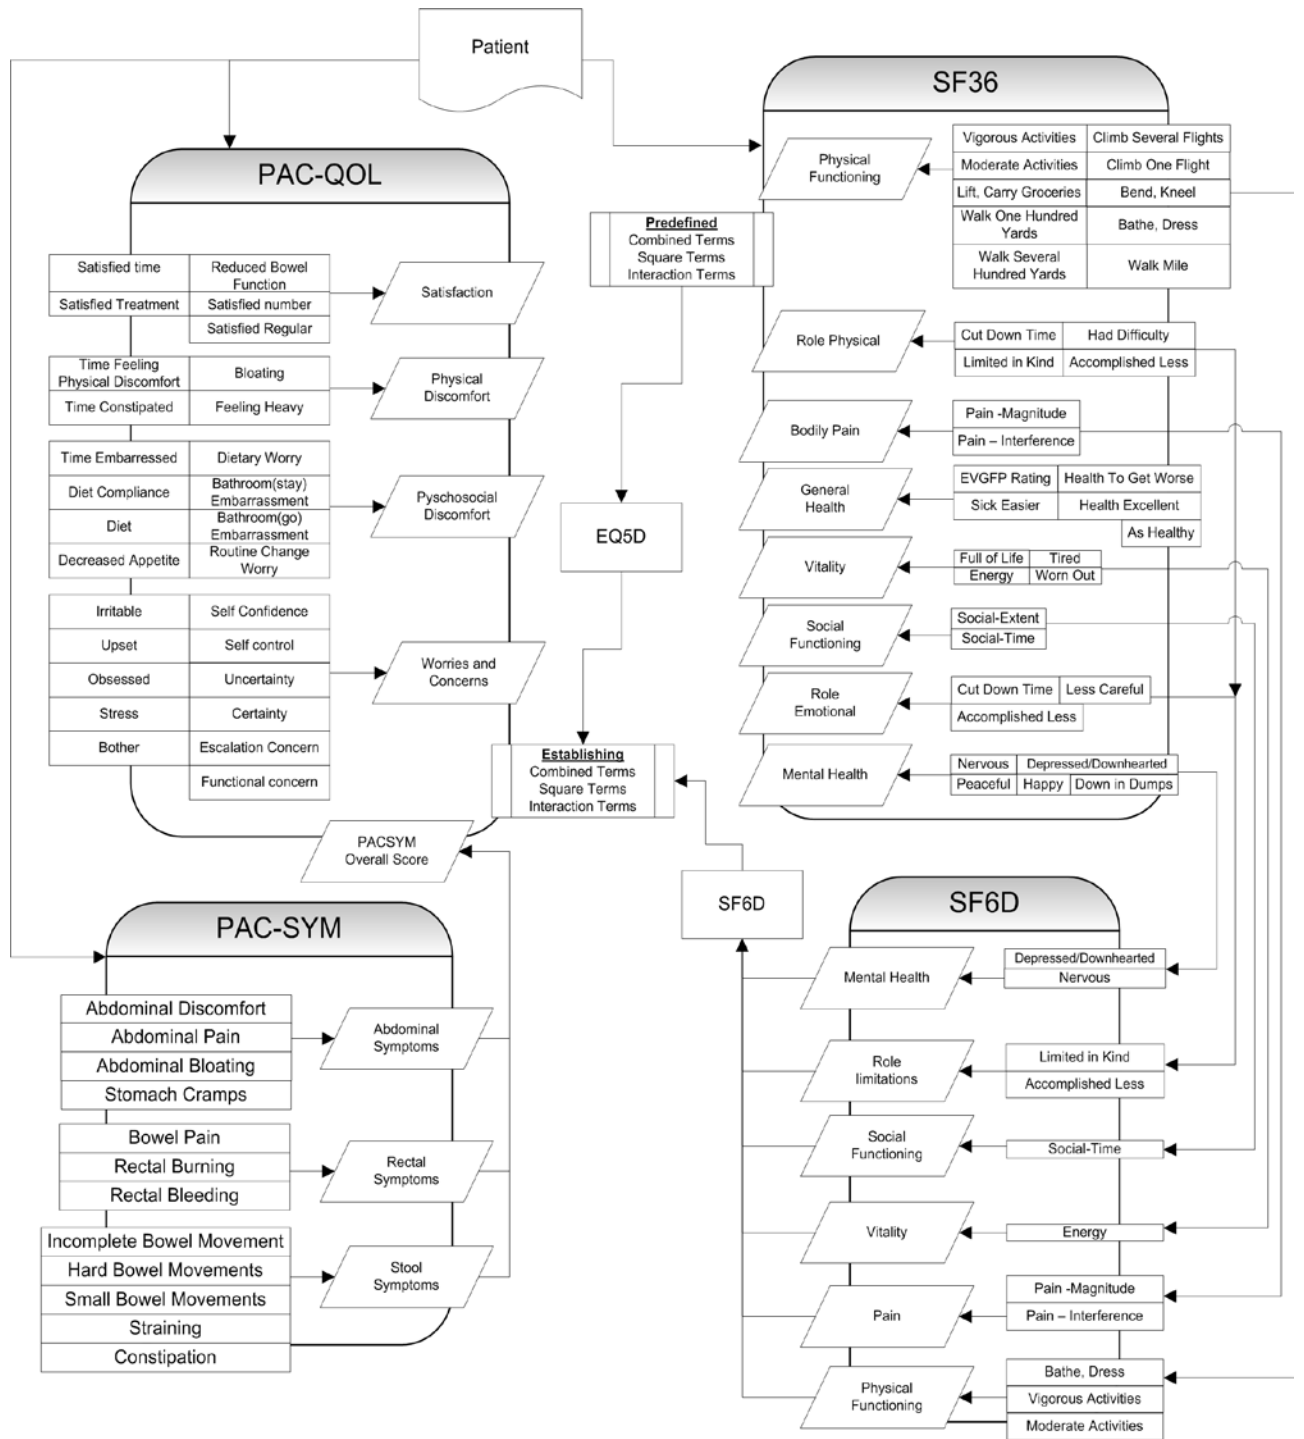 Patient
PAC-QOL
Satisfied time
Reduced Bowel
Function
Satisfied Treatment
Satisfied number
Satisfied Regular
Satisfaction
Time Feeling
Physical Discomfort
Bloating
Time Constipated
Feeling Heavy
Physical
Discomfort
Time Embarressed
Dietary Worry
Diet Compliance
Bathroom(stay)
Embarrassment
Diet
Bathroom(go)
Embarrassment
Decreased Appetite
Routine Change
Worry
Pyschosocial
Discomfort
Irritable
Self Confidence
Upset
Self control
Obsessed
Uncertainty
Stress
Certainty
Bother
Escalation Concern
Functional concern
Worries and
Concerns
PACSYM
Overall Score
PAC-SYM
Abdominal Discomfort
Abdominal Pain
Abdominal Bloating
Stomach Cramps
Abdominal
Symptoms
Bowel Pain
Rectal Burning
Rectal Bleeding
Rectal
Symptoms
Incomplete Bowel Movement
Hard Bowel Movements
Small Bowel Movements
Straining
Constipation
Stool
Symptoms
Predefined
Combined Terms
Square Terms
Interaction Terms
EQ5D
Establishing
Combined Terms
Square Terms
Interaction Terms
SF6D
SF36
Physical
Functioning
Vigorous Activities
Climb Several Flights
Moderate Activities
Climb One Flight
Lift, Carry Groceries
Bend, Kneel
Walk One Hundred
Yards
Bathe, Dress
Walk Several
Hundred Yards
Walk Mile
Role Physical
Cut Down Time
Had Difficulty
Limited in Kind
Accomplished Less
Bodily Pain
Pain -Magnitude
Pain – Interference
General
Health
EVGFP Rating
Health To Get Worse
Sick Easier
Health Excellent
As Healthy
Vitality
Full of Life
Tired
Energy
Worn Out
Social
Functioning
Social-Extent
Social-Time
Role
Emotional
Cut Down Time
Less Careful
Accomplished Less
Mental Health
Nervous
Depressed/Downhearted
Peaceful
Happy
Down in Dumps
SF6D
Mental Health
Depressed/Downhearted
Nervous
Role
limitations
Limited in Kind
Accomplished Less
Social
Functioning
Social-Time
Vitality
Energy
Pain
Pain -Magnitude
Pain – Interference
Physical
Functioning
Bathe, Dress
Vigorous Activities
Moderate Activities